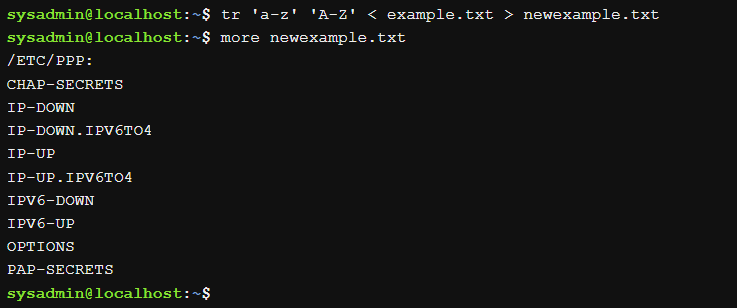 sysadmin@localhost:~$ tr 'a-z' 'A-Z' < example.txt > newexample.txt
sysadmin@localhost:~$ more newexample.txt
/ETC/PPP:
CHAP-SECRETS
IP-DOWN
IP-DOWN.IPV6TO4
IP-UP
IP-UP.IPV6TO4
IPV6-DOWN
IPV6-UP
OPTIONS
PAP-SECRETS
sysadmin@localhost:~$